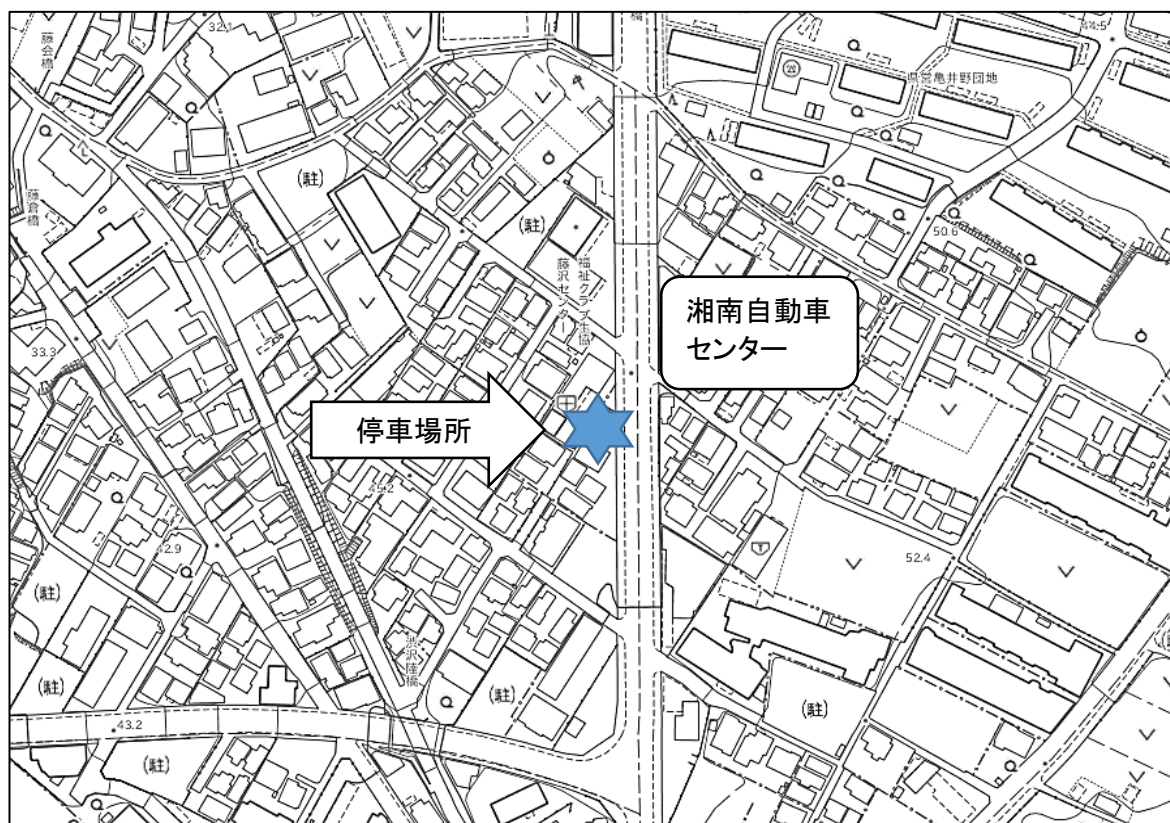 藤会橋
32.1
橋
44.5
県営亀井野団地
藤倉橋
(駐)
(駐)
50.6
福祉クラブ生協
藤沢センター
湘南自動車
センター
33.3
停車場所
45.2
42.9
52.4
(駐)
渋沢陸橋
(駐)
(駐)
(駐)
43.2
(駐)